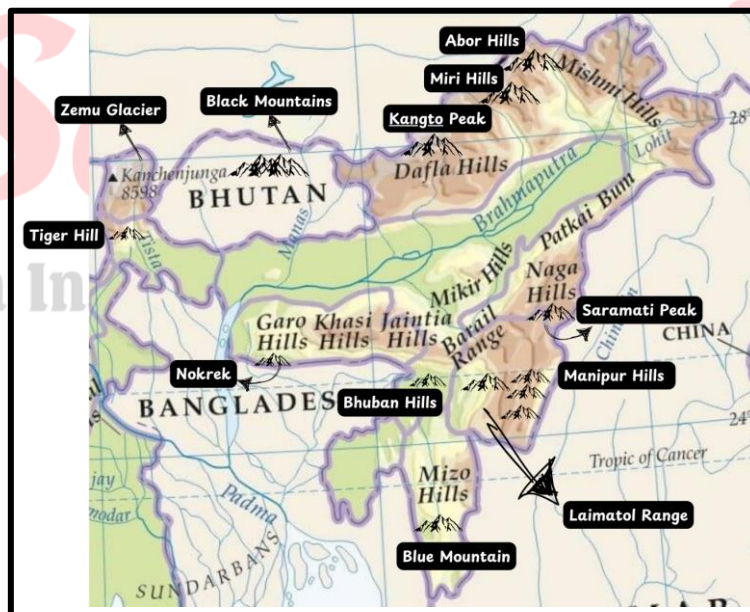 Abor Hills
Miri Hills
Mishmi Hills
Zemu Glacier
Black Mountains
Kangto Peak
28°
Lohit
Kanchenjunga
8598
BHUTAN
Dafla Hills
Brahmaputra
Tiger Hill
Tista
Manas
Patkai Bum
Mikir Hills
Naga
Hills
Saramati Peak
Garo
Hills
Khasi
Hills
Jaintia
Hills
Barail
Range
CHINA
Nokrek
BANGLADES
Bhuban Hills
Manipur Hills
24°
Tropic of Cancer
Mizo
Hills
Laimatol Range
Padma
Blue Mountain
SUNDARBANS